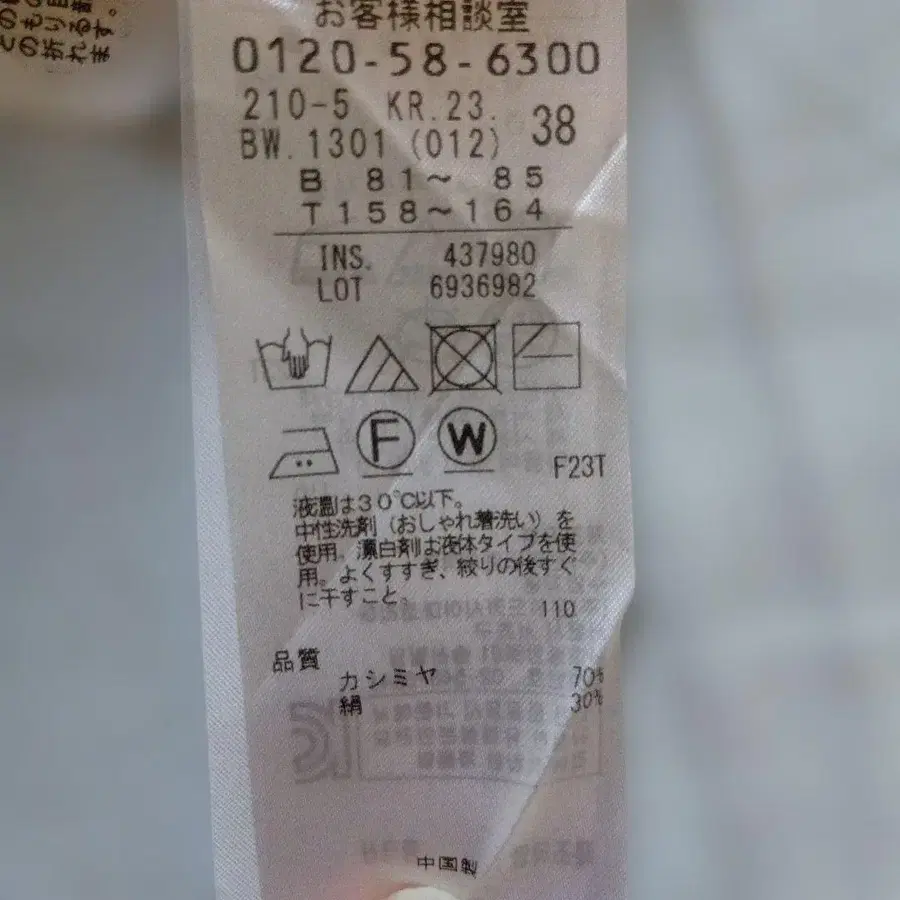 お客様相談室
0120-58-6300
210-5 KR.23.
38
BW.1301 (012)
B 81～ 85
T 158～164
INS. 437980
LOT 6936982
F
W
F23T
液温は30℃以下。
中性洗剤（おしゃれ着洗い）を
使用。漂白剤は液体タイプを使
用。よくすすぎ、絞りの後すぐ
に干すこと。
110
品質
カシミヤ 70%
絹 30%
中国製